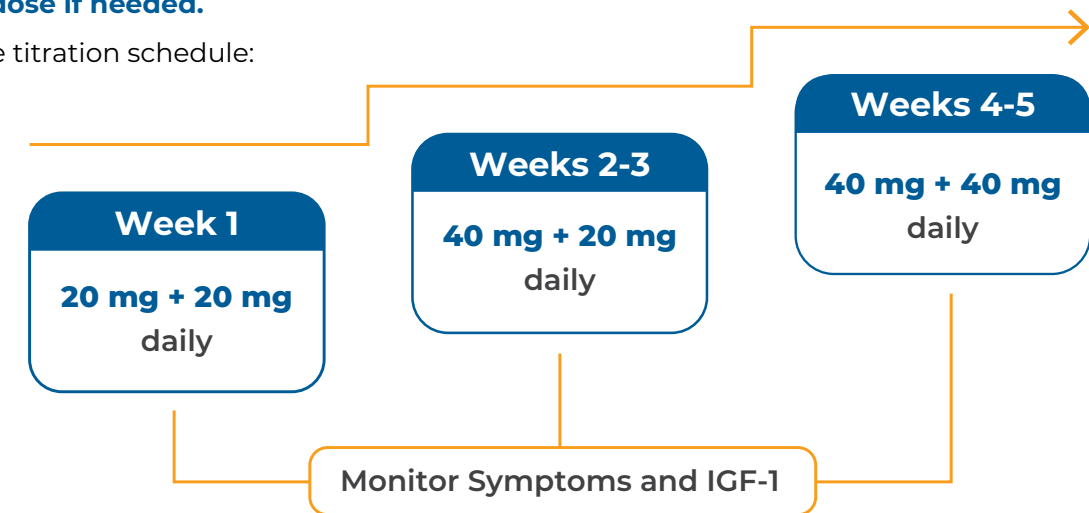 dose if needed.
titration schedule:
Weeks 4-5
40 mg + 40 mg
daily
Weeks 2-3
40 mg + 20 mg
daily
Week 1
20 mg + 20 mg
daily
Monitor Symptoms and IGF-1